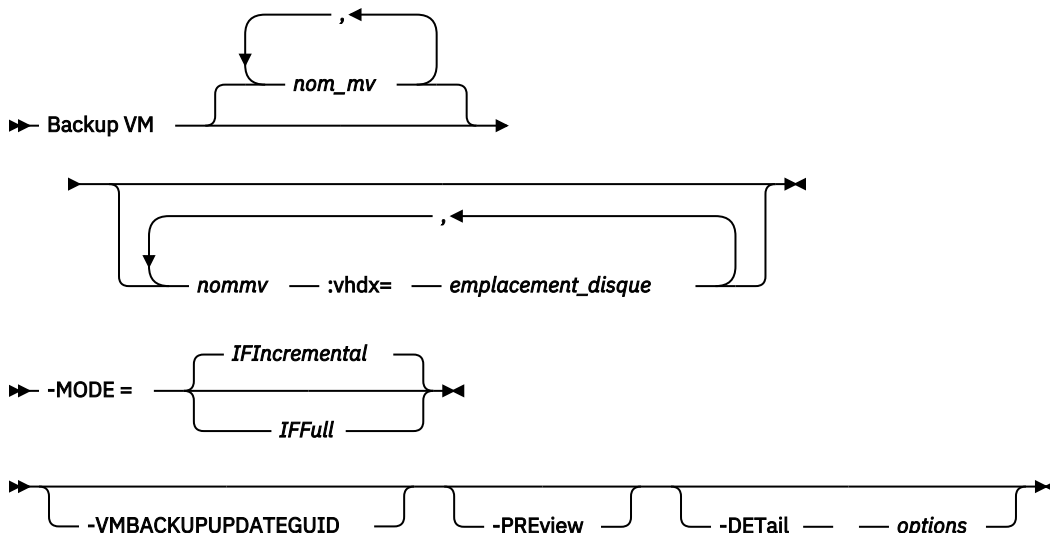 ,
nom_mv
Backup VM
,
nommv :vhdx= emplacement_disque
IFIncremental
-MODE =
IFFull
-VMBACKUPUPDATEGUID -PREview -DETail options